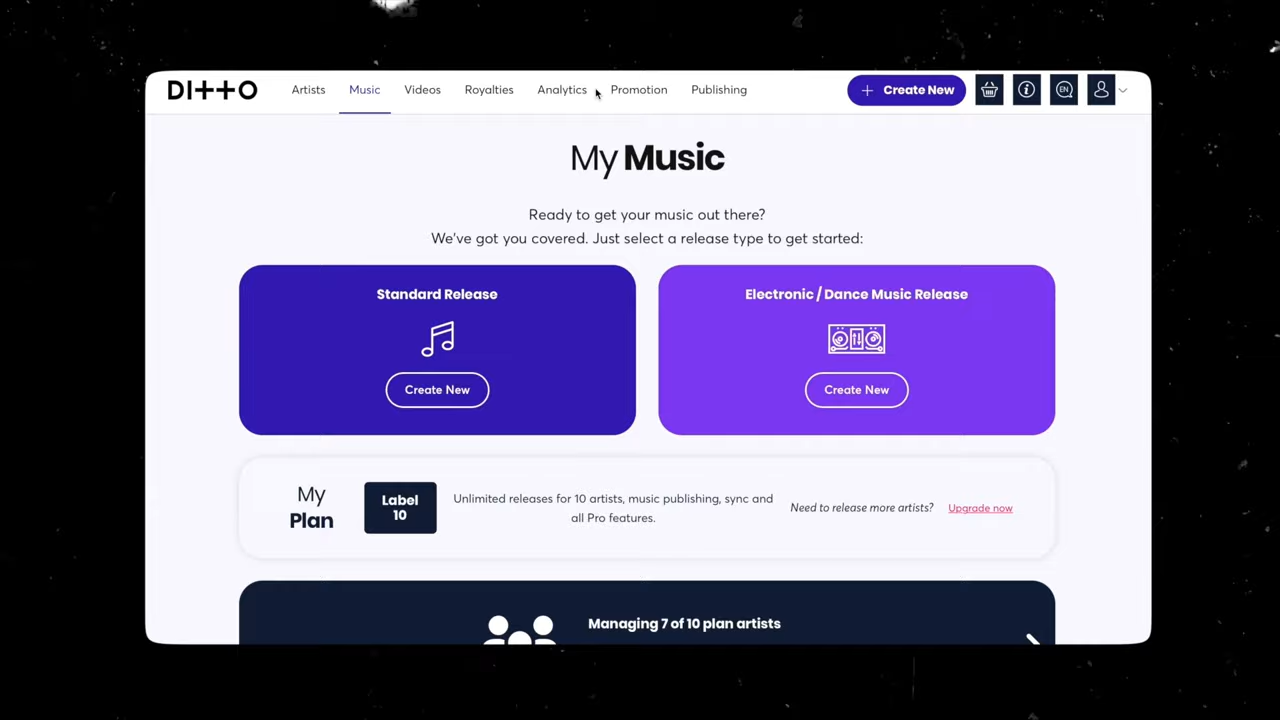 DITTO
Artists
Music
Videos
Royalties
Analytics
Promotion
Publishing
+ Create New
EN
My Music
Ready to get your music out there?
We've got you covered. Just select a release type to get started:
Standard Release
Create New
Electronic / Dance Music Release
Create New
My
Plan
Label
10
Unlimited releases for 10 artists, music publishing, sync and
all Pro features.
Need to release more artists?
Upgrade now
Managing 7 of 10 plan artists